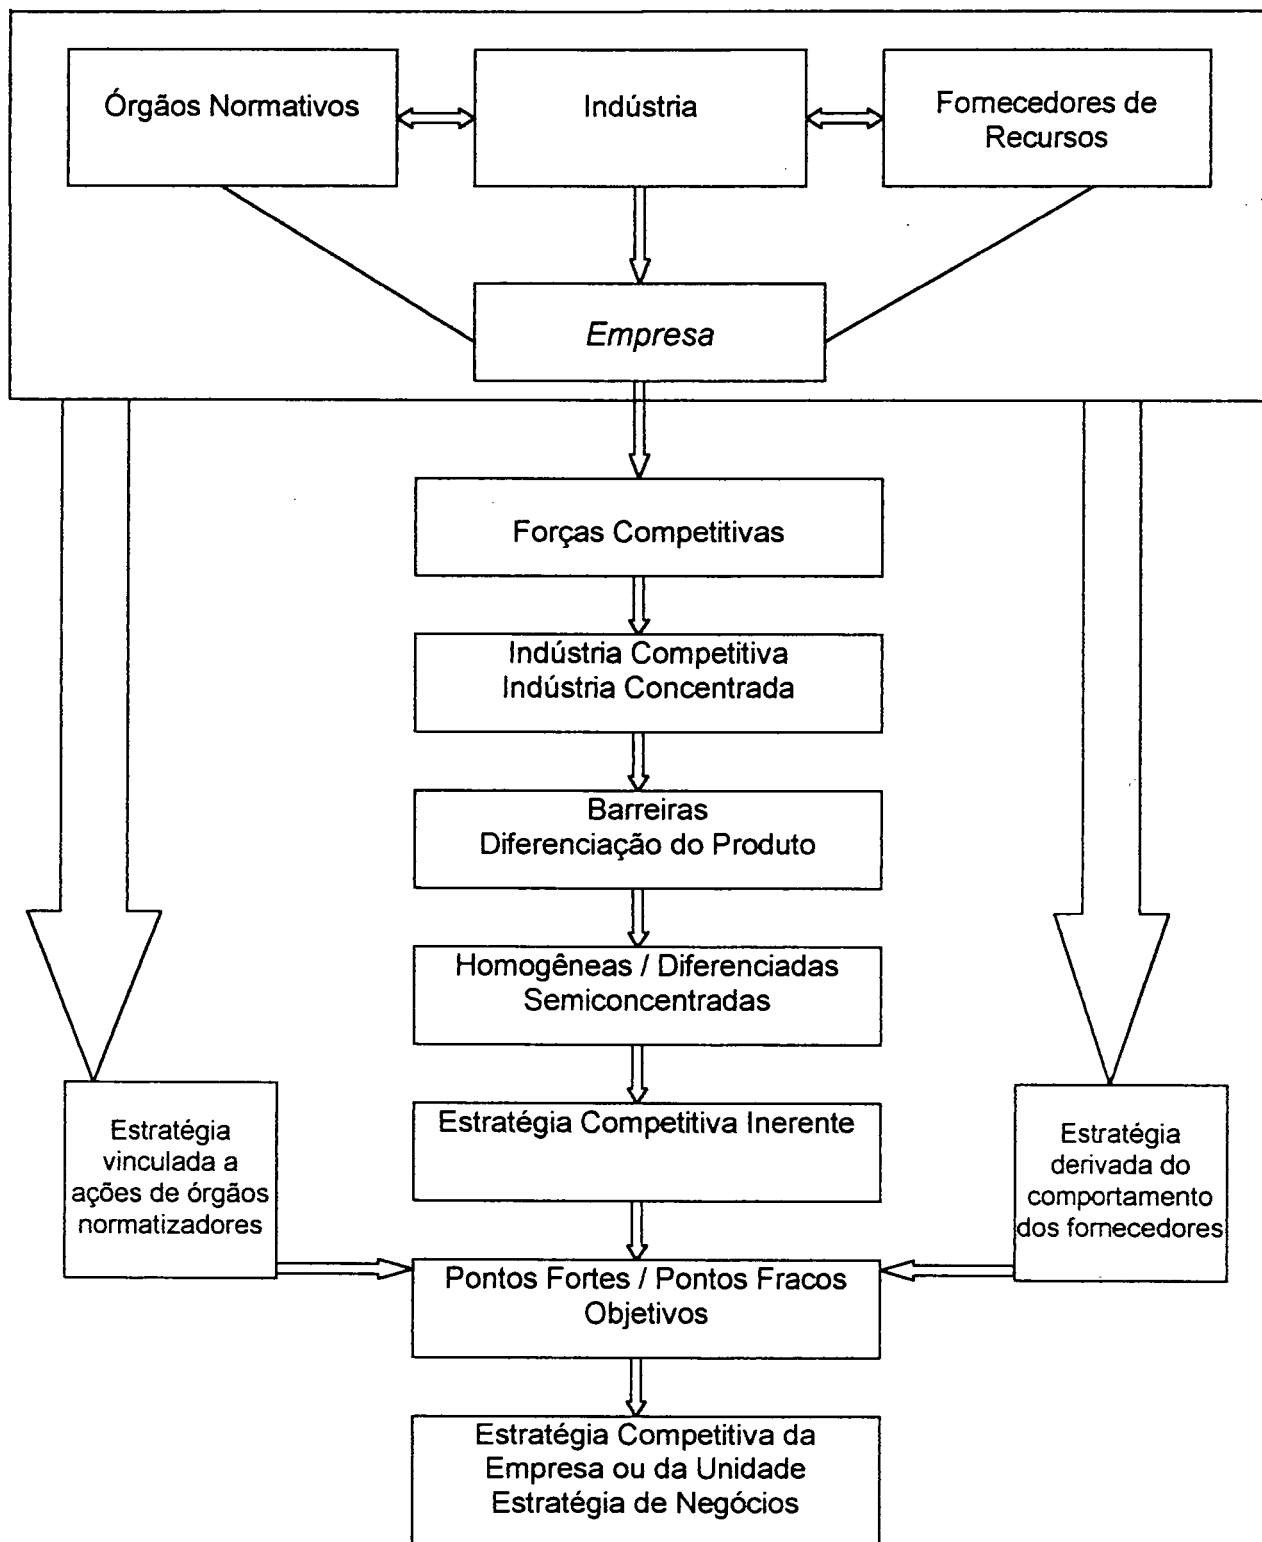 Órgãos Normativos
Indústria
Fornecedores de
Recursos
Empresa
Forças Competitivas
Indústria Competitiva
Indústria Concentrada
Barreiras
Diferenciação do Produto
Homogêneas / Diferenciadas
Semiconcentradas
Estratégia Competitiva Inerente
Estratégia
vinculada a
ações de órgãos
normatizadores
Estratégia
derivada do
comportamento
dos fornecedores
Pontos Fortes / Pontos Fracos
Objetivos
Estratégia Competitiva da
Empresa ou da Unidade
Estratégia de Negócios